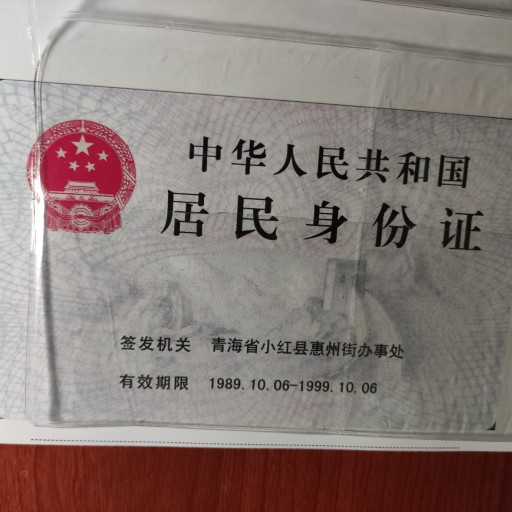 中华人民共和国
居民身份证
签发机关 青海省小红县惠州街办事处
有效期限 1989.10.06-1999.10.06